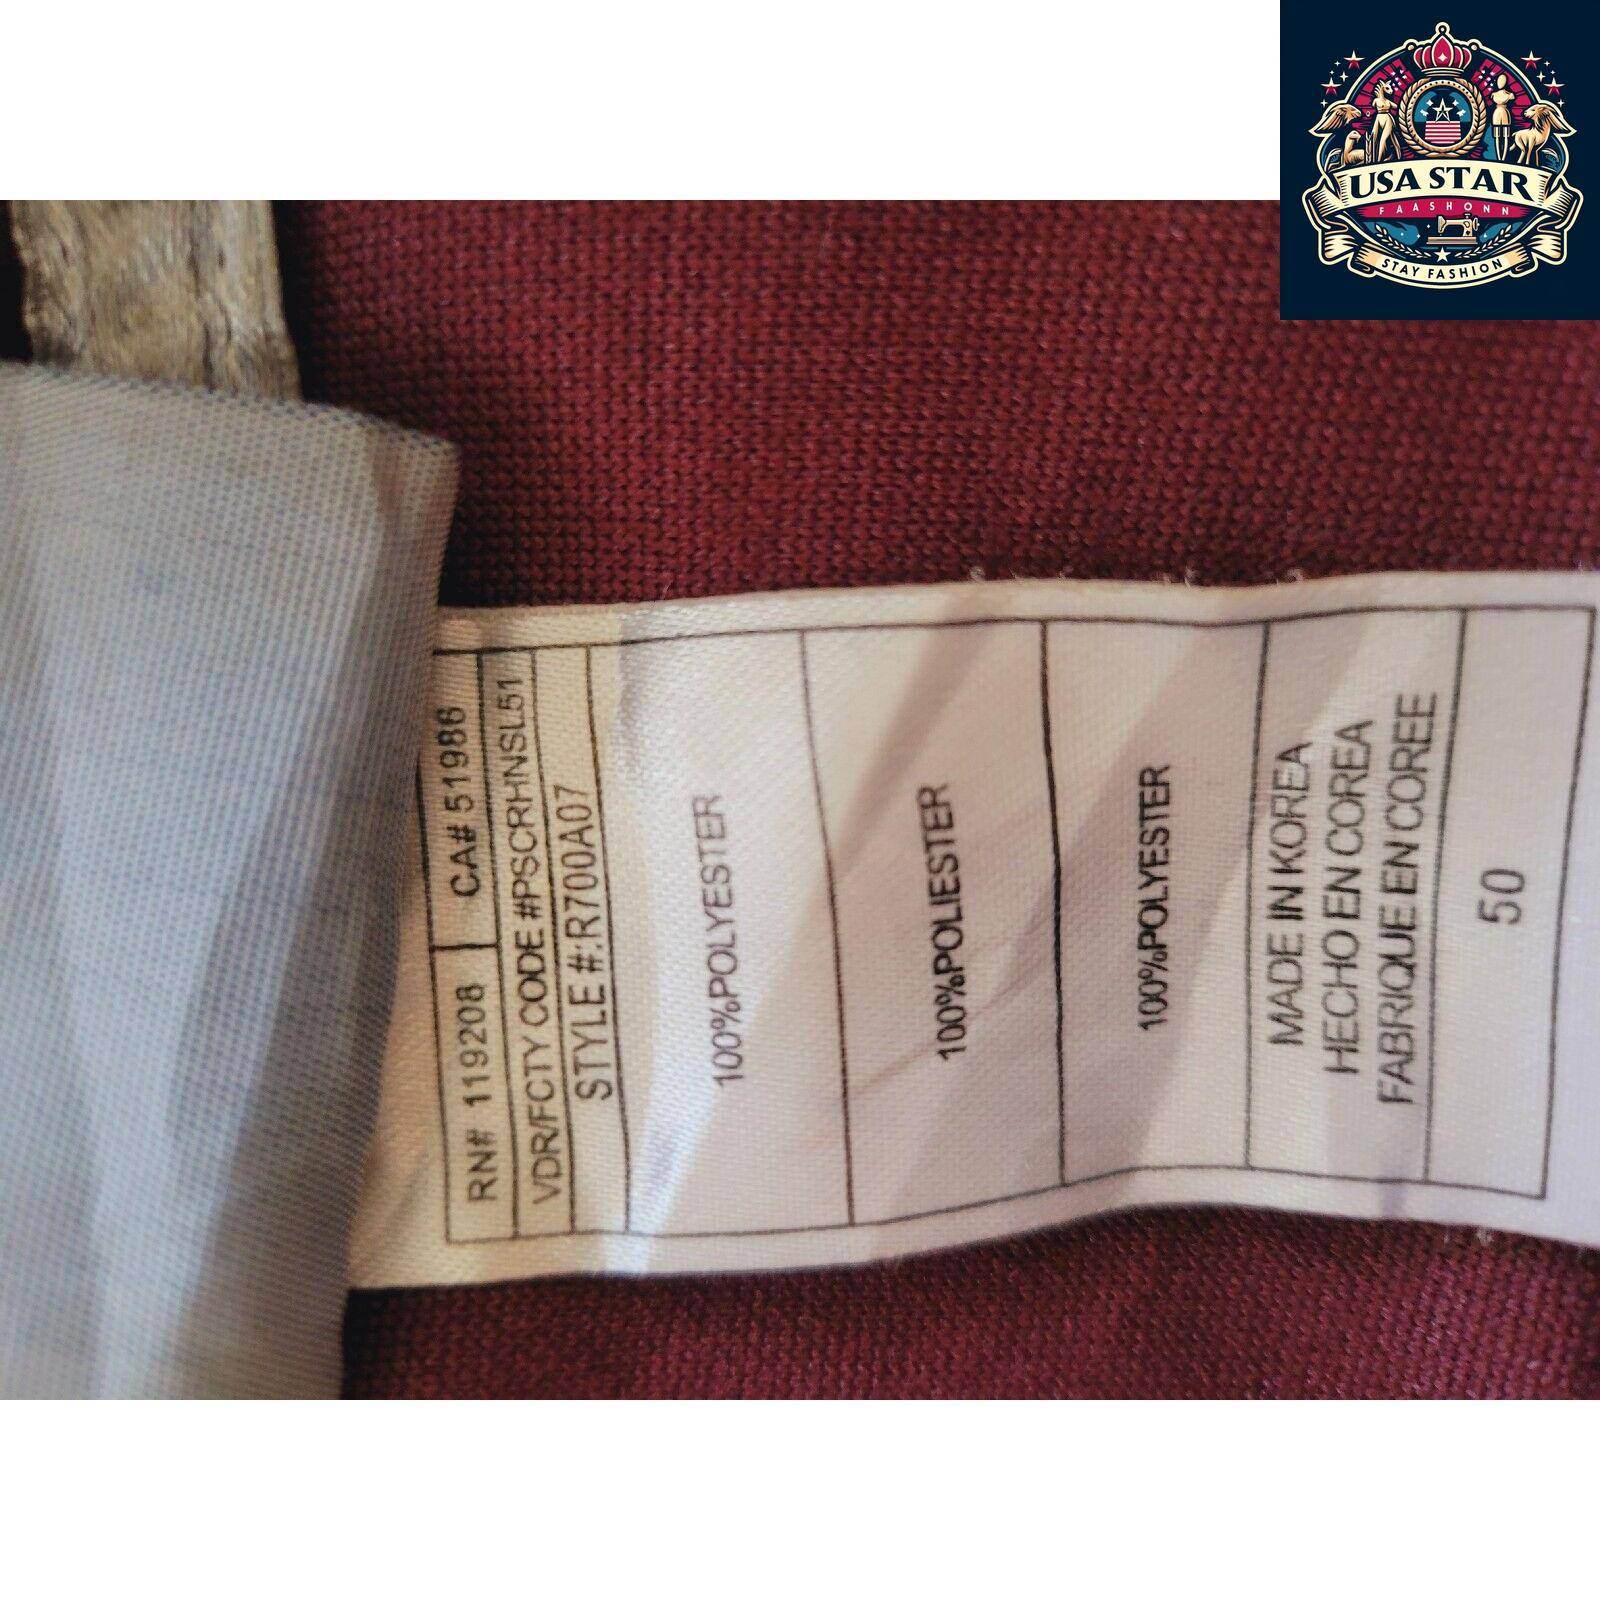 USA STAR
FAASHONN
STAY FASHION
RN# 119208 CA# 51986
VDR/FCTY CODE #PSCRHNSL51
STYLE #:R700A07
100%POLYESTER
100%POLIESTER
100%POLYESTER
MADE IN KOREA
HECHO EN COREA
FABRIQUE EN COREE
50